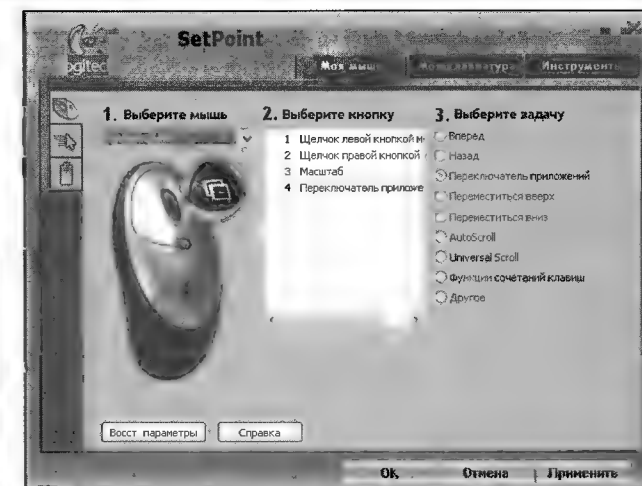 SetPoint
Моя мышь Моя клавиатура Инструменты
1. Выберите мышь
2. Выберите кнопку
1 Щелчок левой кнопкой м
2 Щелчок правой кнопкой
3 Масштаб
4 Переключатель приложе
3. Выберите задачу
Вперед
Назад
Переключатель приложений
Переместиться вверх
Переместиться вниз
AutoScroll
Universal Scroll
Функции сочетаний клавиш
Другое
Восст параметры Справка
OK Отмена Применить